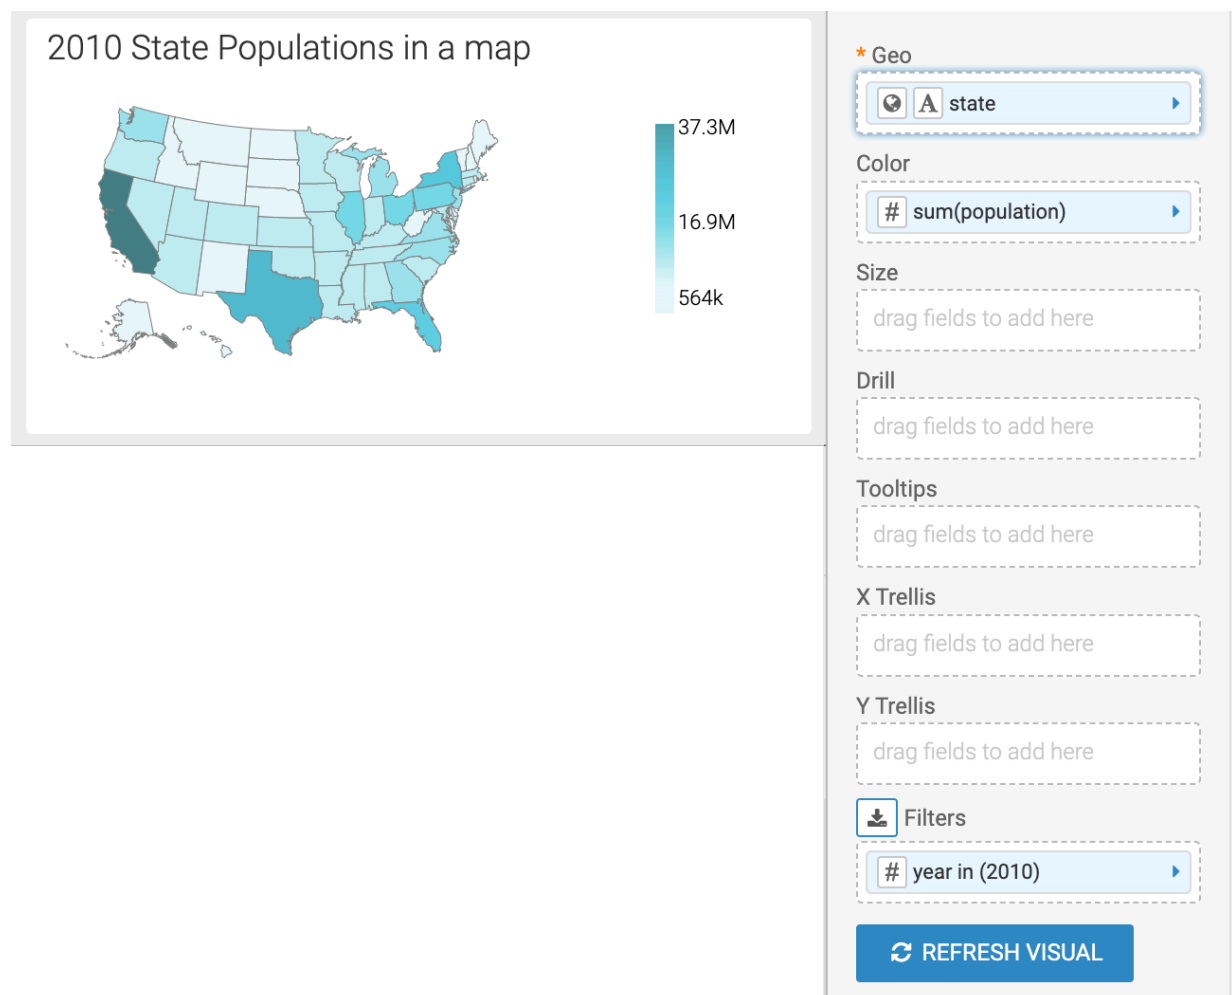 2010 State Populations in a map
37.3M
16.9M
564k
* Geo
A state
Color
# sum(population)
Size
drag fields to add here
Drill
drag fields to add here
Tooltips
drag fields to add here
X Trellis
drag fields to add here
Y Trellis
drag fields to add here
Filters
# year in (2010)
REFRESH VISUAL